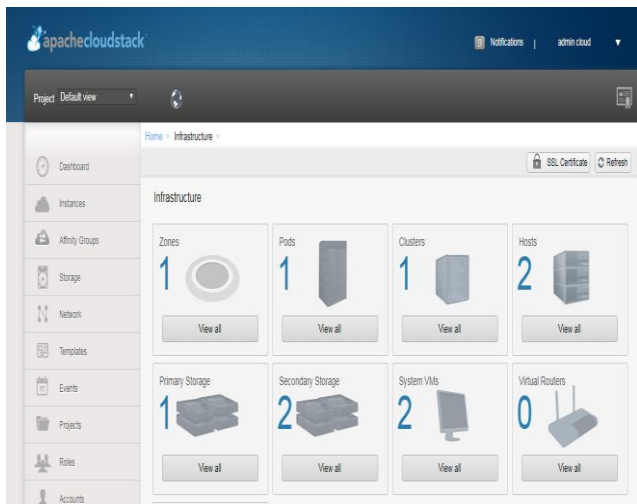 apachecloudstack
0 Notifications | admin cloud
Project Default view
Home > Infrastructure >
SSL Certificate Refresh
Dashboard
Instances
Affinity Groups
Storage
Network
Templates
Events
Projects
Roles
Accounts
Infrastructure
Zones Pods Clusters Hosts
1 1 1 2
View all View all View all View all
Primary Storage Secondary Storage System VMs Virtual Routers
1 2 2 0
View all View all View all View all